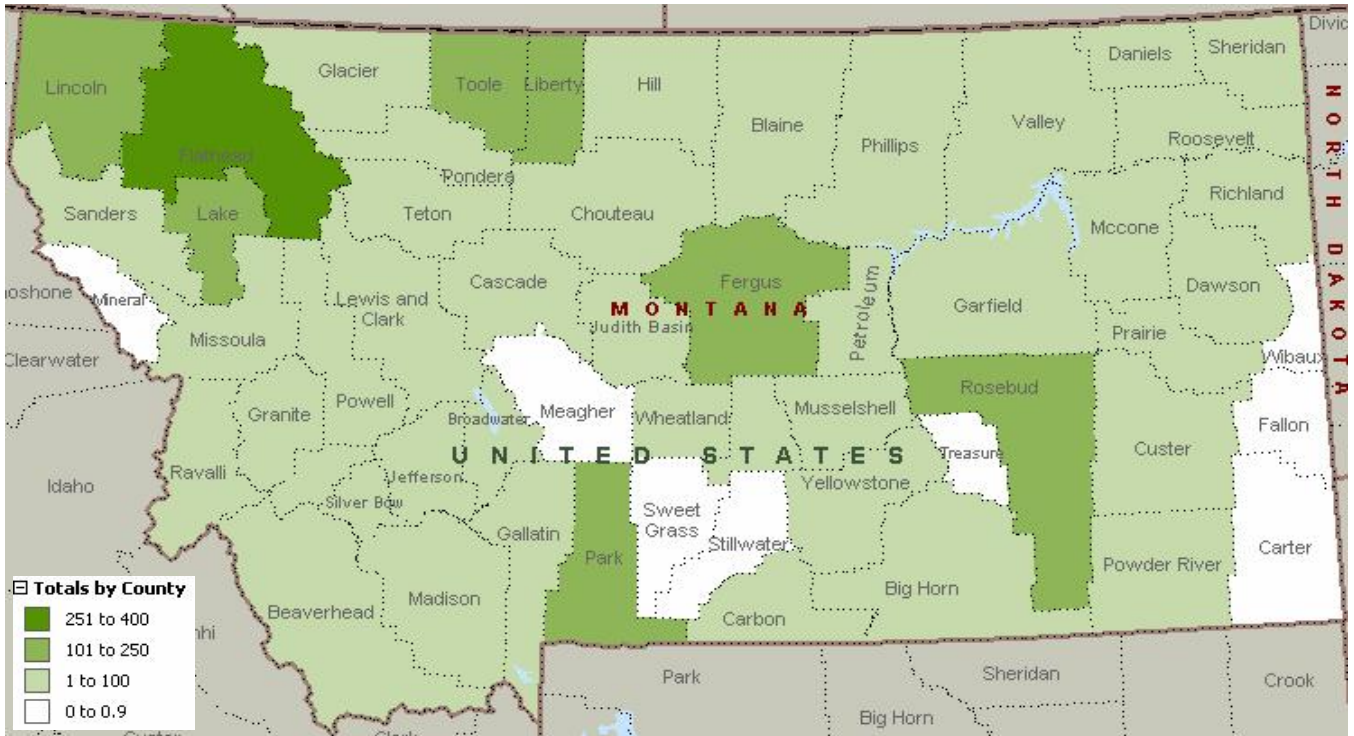 Divic
Sheridan
Daniels
Glacier
Lincoln
Toole
Liberty
Hill
Blaine
Valley
NORTH DAKOTA
Roosevelt
Phillips
Flathead
Pondera
Richland
Sanders
Lake
Teton
Chouteau
Mccone
Cascade
Fergus
Dawson
oshone
Mineral
Lewis and
Clark
MONTANA
Petroleum
Garfield
Judith Basin
Prairie
Missoula
Clearwater
Wibaux
Rosebud
Powell
Granite
Meagher
Broadwater
Wheatland
Musselshell
Fallon
UNITED STATES
Treasure
Custer
Ravalli
Jefferson
Yellowstone
Idaho
Silver Bow
Sweet
Grass
Gallatin
Stillwater
Carter
Park
Powder River
Totals by County
251 to 400
101 to 250
1 to 100
0 to 0.9
Big Horn
Madison
Beaverhead
Carbon
nhi
Park
Sheridan
Crook
Big Horn